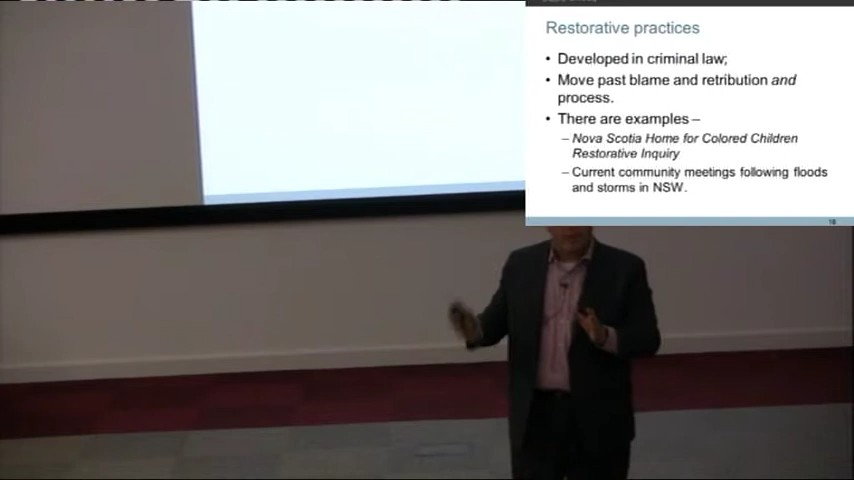 Restorative practices
• Developed in criminal law;
• Move past blame and retribution and
process.
• There are examples –
– Nova Scotia Home for Colored Children
Restorative Inquiry
– Current community meetings following floods
and storms in NSW.
18